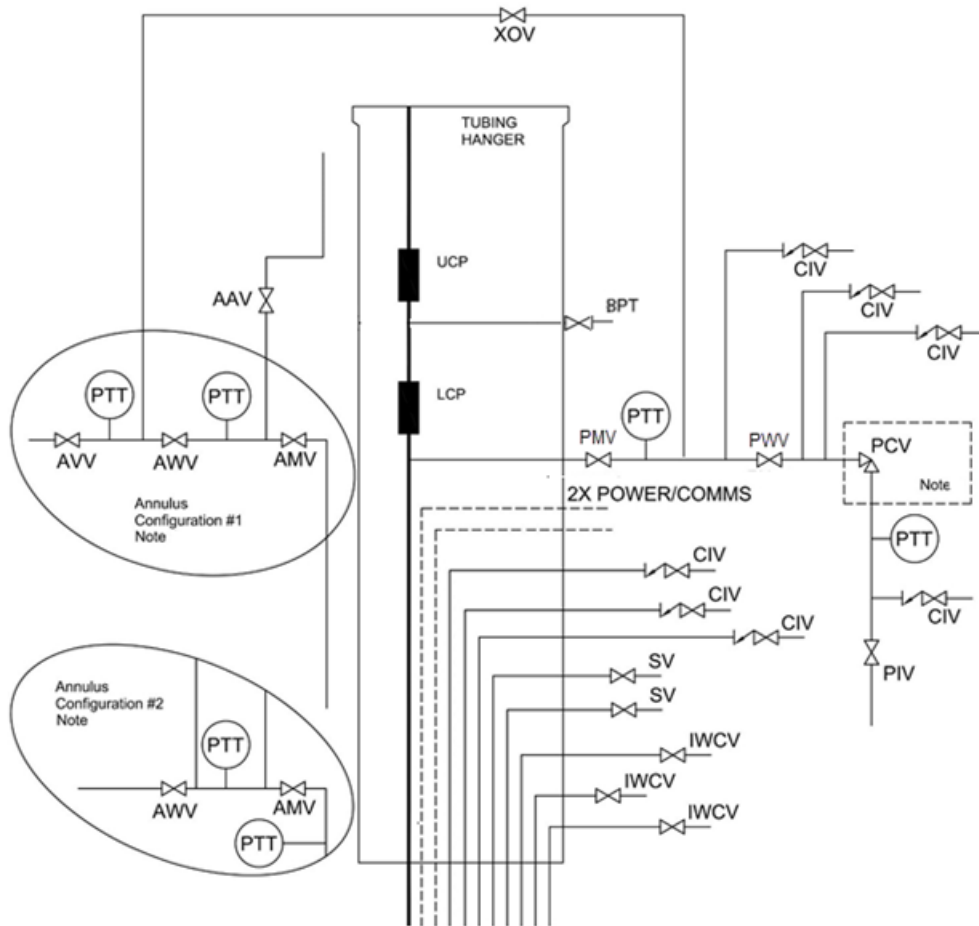 XOV
TUBING
HANGER
UCP
CIV
AAV
CIV
BPT
CIV
LCP
PTT
PTT
PTT
PMV
PWV
PCV
AVV
AWV
AMV
Note
2X POWER/COMMS
Annulus
Configuration #1
Note
PTT
CIV
CIV
CIV
CIV
SV
PIV
Annulus
Configuration #2
Note
SV
PTT
IWCV
IWCV
AWV
AMV
IWCV
PTT